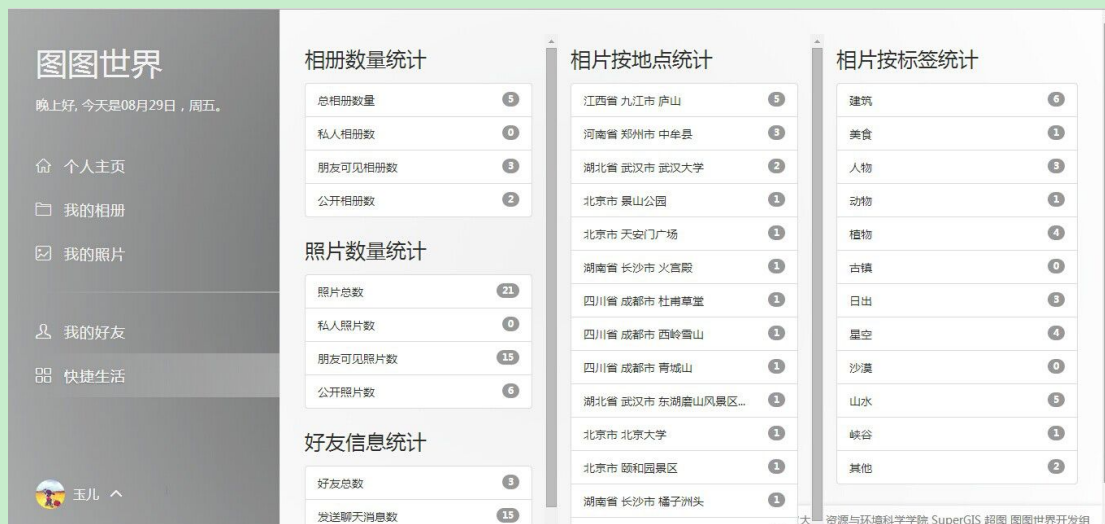 图图世界
晚上好, 今天是08月29日，周五。
个人主页
我的相册
我的照片
我的好友
快捷生活
玉儿
相册数量统计
总相册数量 5
私人相册数 0
朋友可见相册数 3
公开相册数 2
照片数量统计
照片总数 21
私人照片数 0
朋友可见照片数 15
公开照片数 6
好友信息统计
好友总数 3
发送聊天消息数 15
相片按地点统计
江西省 九江市 庐山 5
河南省 郑州市 中牟县 3
湖北省 武汉市 武汉大学 2
北京市 景山公园 1
北京市 天安门广场 1
湖南省 长沙市 火宫殿 1
四川省 成都市 杜甫草堂 1
四川省 成都市 西岭雪山 1
四川省 成都市 青城山 1
湖北省 武汉市 东湖磨山风景区... 1
北京市 北京大学 1
北京市 颐和园景区 1
湖南省 长沙市 橘子洲头 1
相片按标签统计
建筑 6
美食 1
人物 3
动物 1
植物 4
古镇 0
日出 3
星空 4
沙漠 0
山水 5
峡谷 1
其他 2
大 资源与环境科学学院 SuperGIS 超图 图图世界开发组